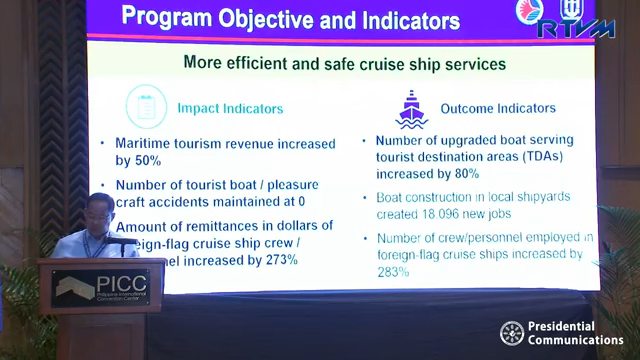 Program Objective and Indicators
RTVM
More efficient and safe cruise ship services
Impact Indicators
• Maritime tourism revenue increased
by 50%
• Number of tourist boat / pleasure
craft accidents maintained at 0
Amount of remittances in dollars of
eign-flag cruise ship crew /
nel increased by 273%
Outcome Indicators
• Number of upgraded boat serving
tourist destination areas (TDAs)
increased by 80%
• Boat construction in local shipyards
created 18,096 new jobs
• Number of crew/personnel employed in
foreign-flag cruise ships increased by
283%
PICC
Philippine International
Convention Center
Presidential
Communications